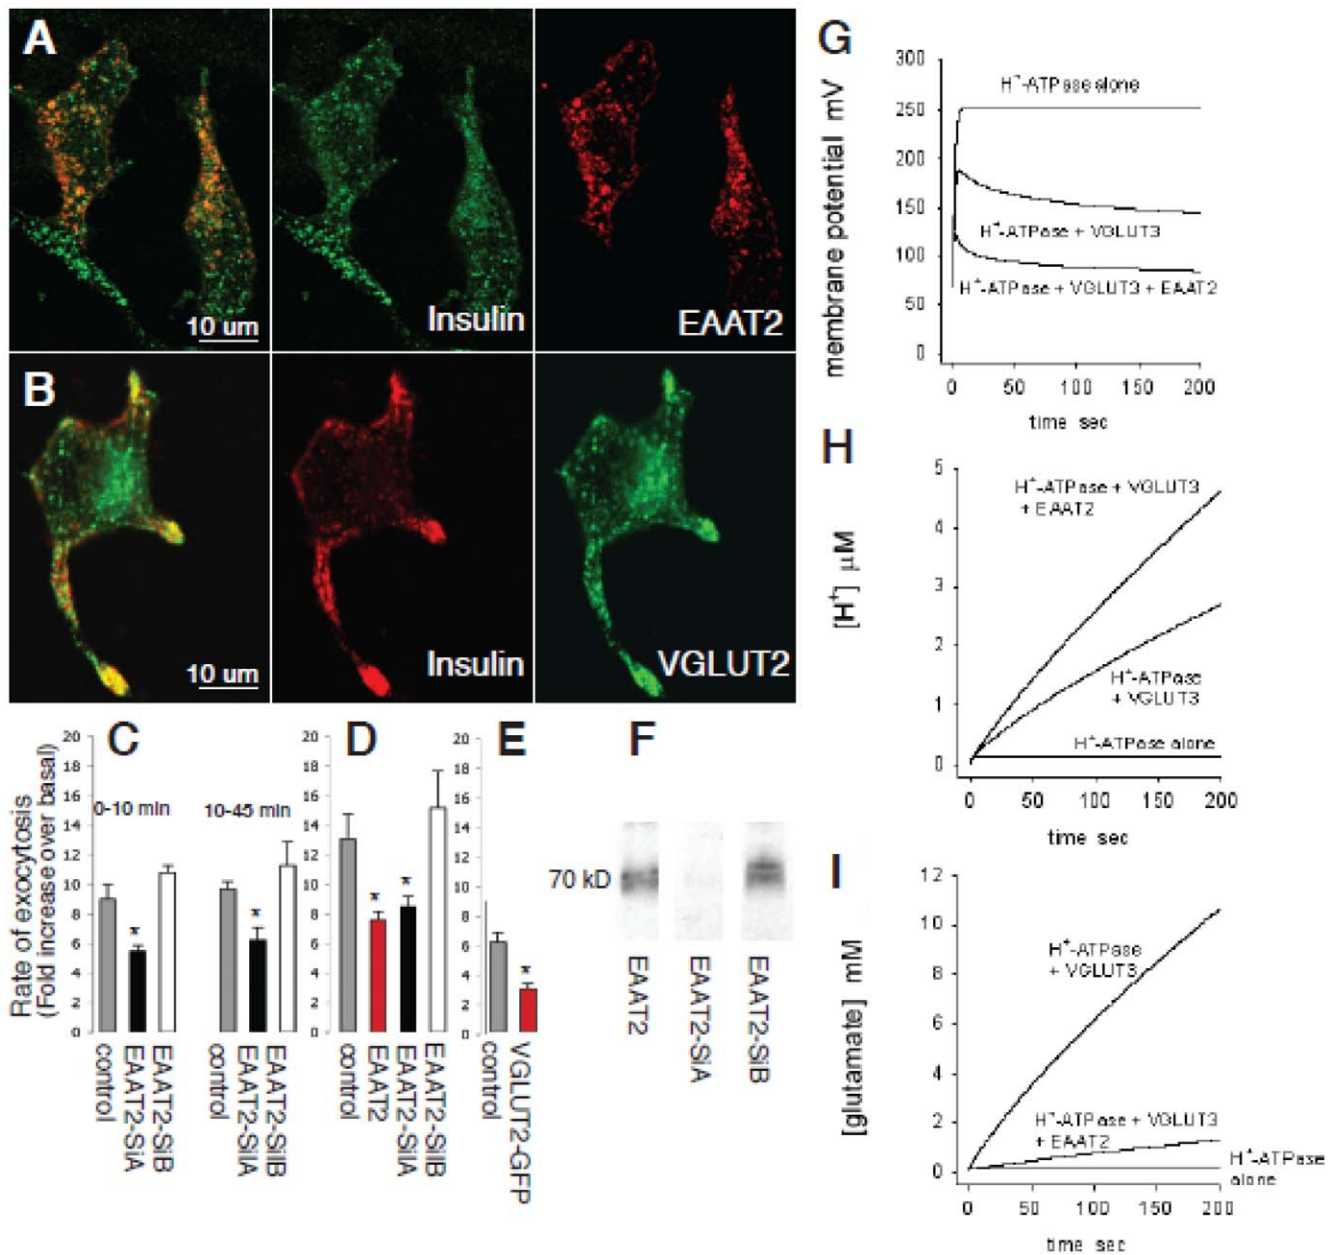 A
10 um
Insulin
EAAT2
B
10 um
Insulin
VGLUT2
C
D
E
F
Rate of exocytosis
(Fold increase over basal)
20
18
16
14
12
10
8
6
4
2
0
0-10 min
10-45 min
control
EAAT2-SiA
EAAT2-SiB
control
EAAT2-SilA
EAAT2-SilB
20
18
16
14
12
10
8
6
4
2
0
*
*
*
*
control
EAAT2
EAAT2-SilA
EAAT2-SilB
20
18
16
14
12
10
8
6
4
2
0
*
control
VGLUT2-GFP
70 kD
EAAT2
EAAT2-SiA
EAAT2-SiB
G
membrane potential mV
300
250
200
150
100
50
0
H+-ATPase alone
H+-ATPase + VGLUT3
H+-ATPase + VGLUT3 + EAAT2
0 50 100 150 200
time sec
H
[H+] µM
5
4
3
2
1
0
H+-ATPase + VGLUT3
+ EAAT2
H+-ATPase
+ VGLUT3
H+-ATPase alone
0 50 100 150 200
time sec
I
[glutamate] mM
12
10
8
6
4
2
0
H+-ATPase
+ VGLUT3
H+-ATPase + VGLUT3
+ EAAT2
H+-ATPase
alone
0 50 100 150 200
time sec